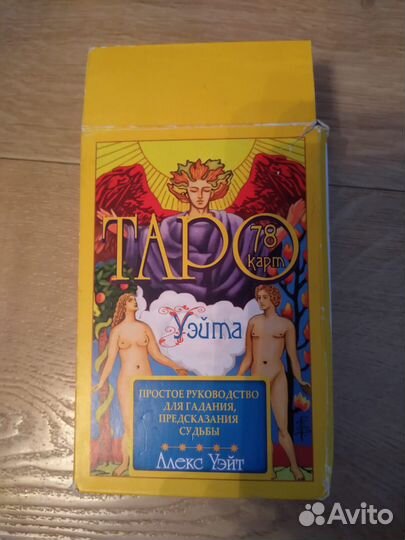 ТАРО
78
карт
Уэйта
ПРОСТОЕ РУКОВОДСТВО
ДЛЯ ГАДАНИЯ,
ПРЕДСКАЗАНИЯ
СУДЬБЫ
Алекс Уэйт
Avito